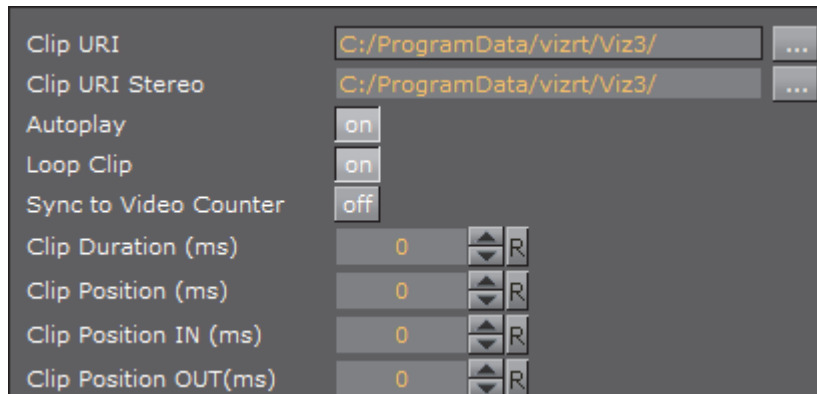 Clip URI C:/ProgramData/vizrt/Viz3/ ...
Clip URI Stereo C:/ProgramData/vizrt/Viz3/ ...
Autoplay on
Loop Clip on
Sync to Video Counter off
Clip Duration (ms) 0 R
Clip Position (ms) 0 R
Clip Position IN (ms) 0 R
Clip Position OUT(ms) 0 R